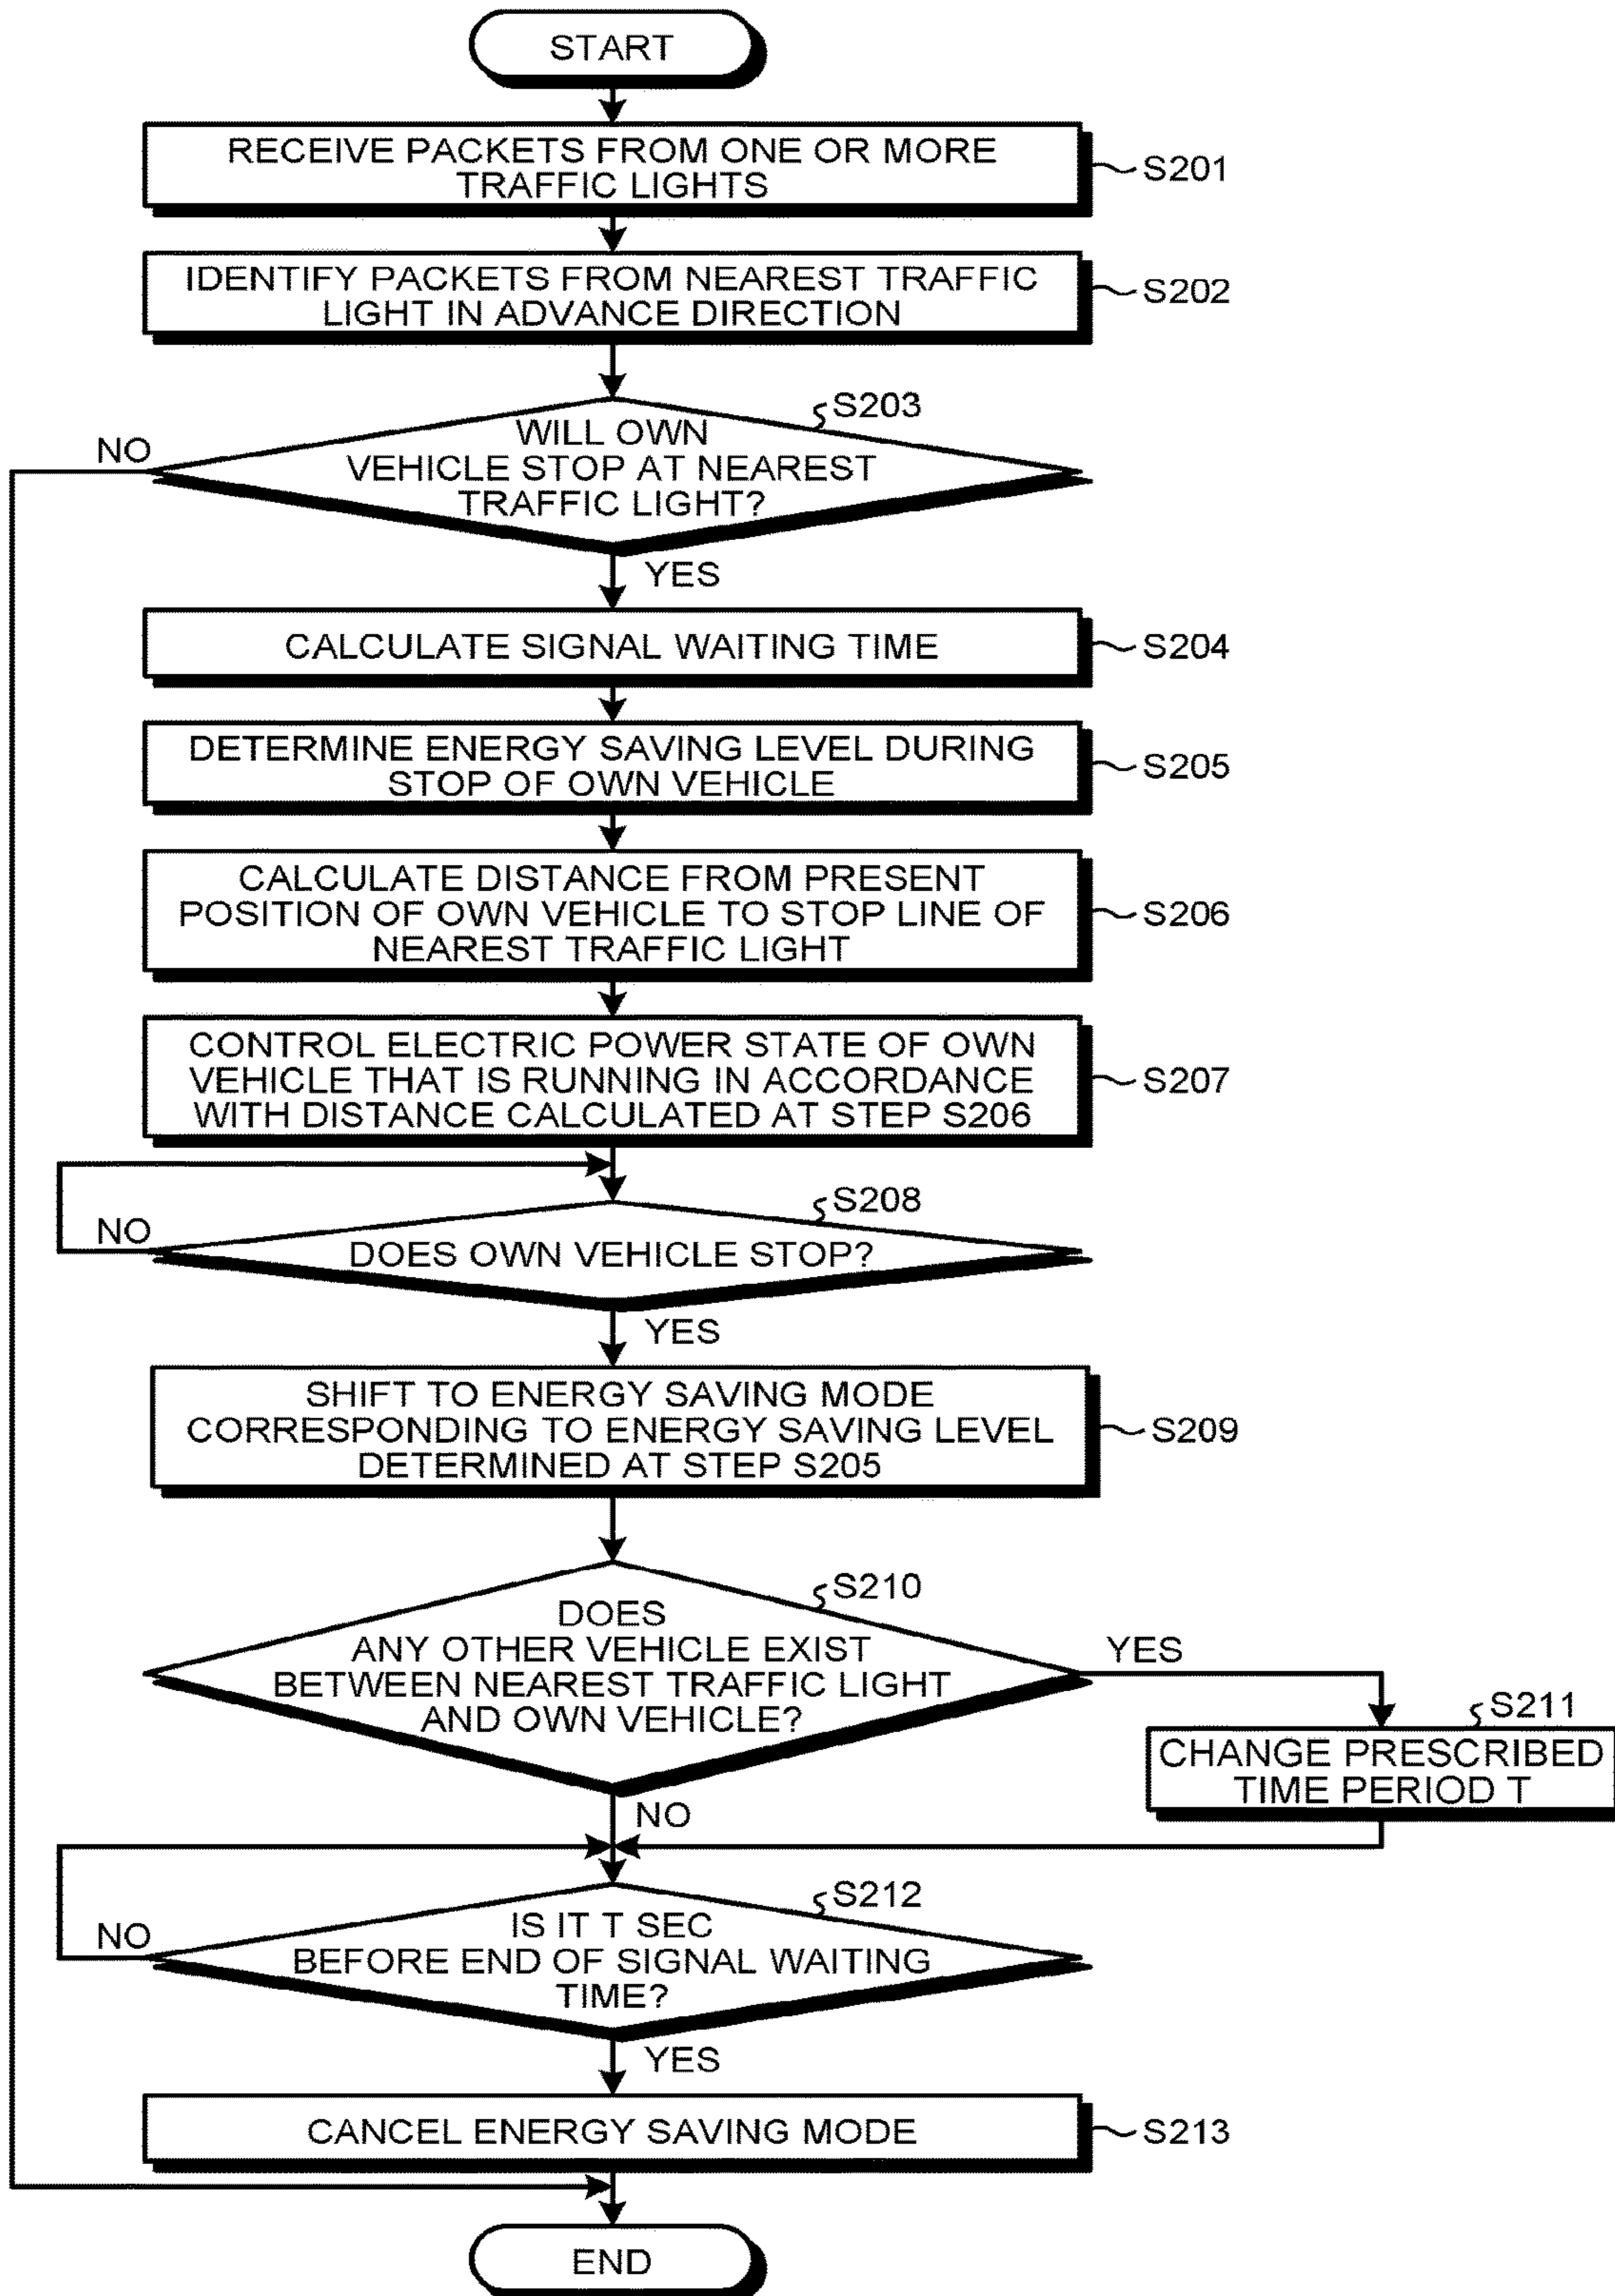 START
RECEIVE PACKETS FROM ONE OR MORE
TRAFFIC LIGHTS
S201
IDENTIFY PACKETS FROM NEAREST TRAFFIC
LIGHT IN ADVANCE DIRECTION
S202
S203
NO
WILL OWN
VEHICLE STOP AT NEAREST
TRAFFIC LIGHT?
YES
CALCULATE SIGNAL WAITING TIME
S204
DETERMINE ENERGY SAVING LEVEL DURING
STOP OF OWN VEHICLE
S205
CALCULATE DISTANCE FROM PRESENT
POSITION OF OWN VEHICLE TO STOP LINE OF
NEAREST TRAFFIC LIGHT
S206
CONTROL ELECTRIC POWER STATE OF OWN
VEHICLE THAT IS RUNNING IN ACCORDANCE
WITH DISTANCE CALCULATED AT STEP S206
S207
S208
NO
DOES OWN VEHICLE STOP?
YES
SHIFT TO ENERGY SAVING MODE
CORRESPONDING TO ENERGY SAVING LEVEL
DETERMINED AT STEP S205
S209
S210
DOES
ANY OTHER VEHICLE EXIST
BETWEEN NEAREST TRAFFIC LIGHT
AND OWN VEHICLE?
YES
S211
CHANGE PRESCRIBED
TIME PERIOD T
NO
S212
NO
IS IT T SEC
BEFORE END OF SIGNAL WAITING
TIME?
YES
CANCEL ENERGY SAVING MODE
S213
END